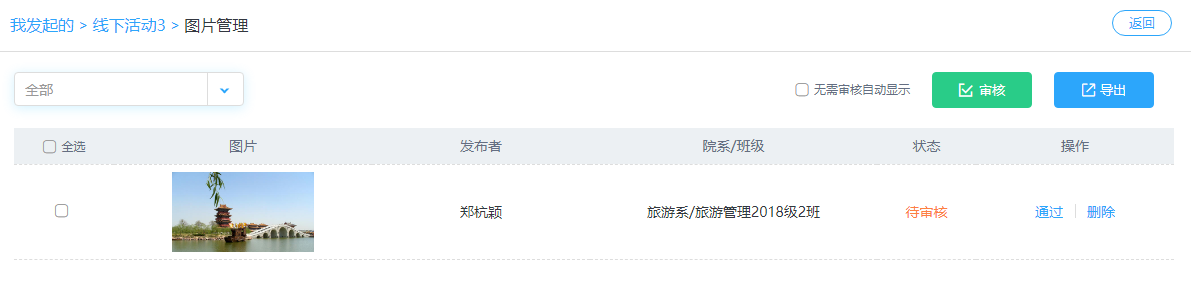 我发起的 > 线下活动3 > 图片管理
返回
全部
无需审核自动显示
审核
导出
全选 图片 发布者 院系/班级 状态 操作
郑杭颖 旅游系/旅游管理2018级2班 待审核 通过 删除